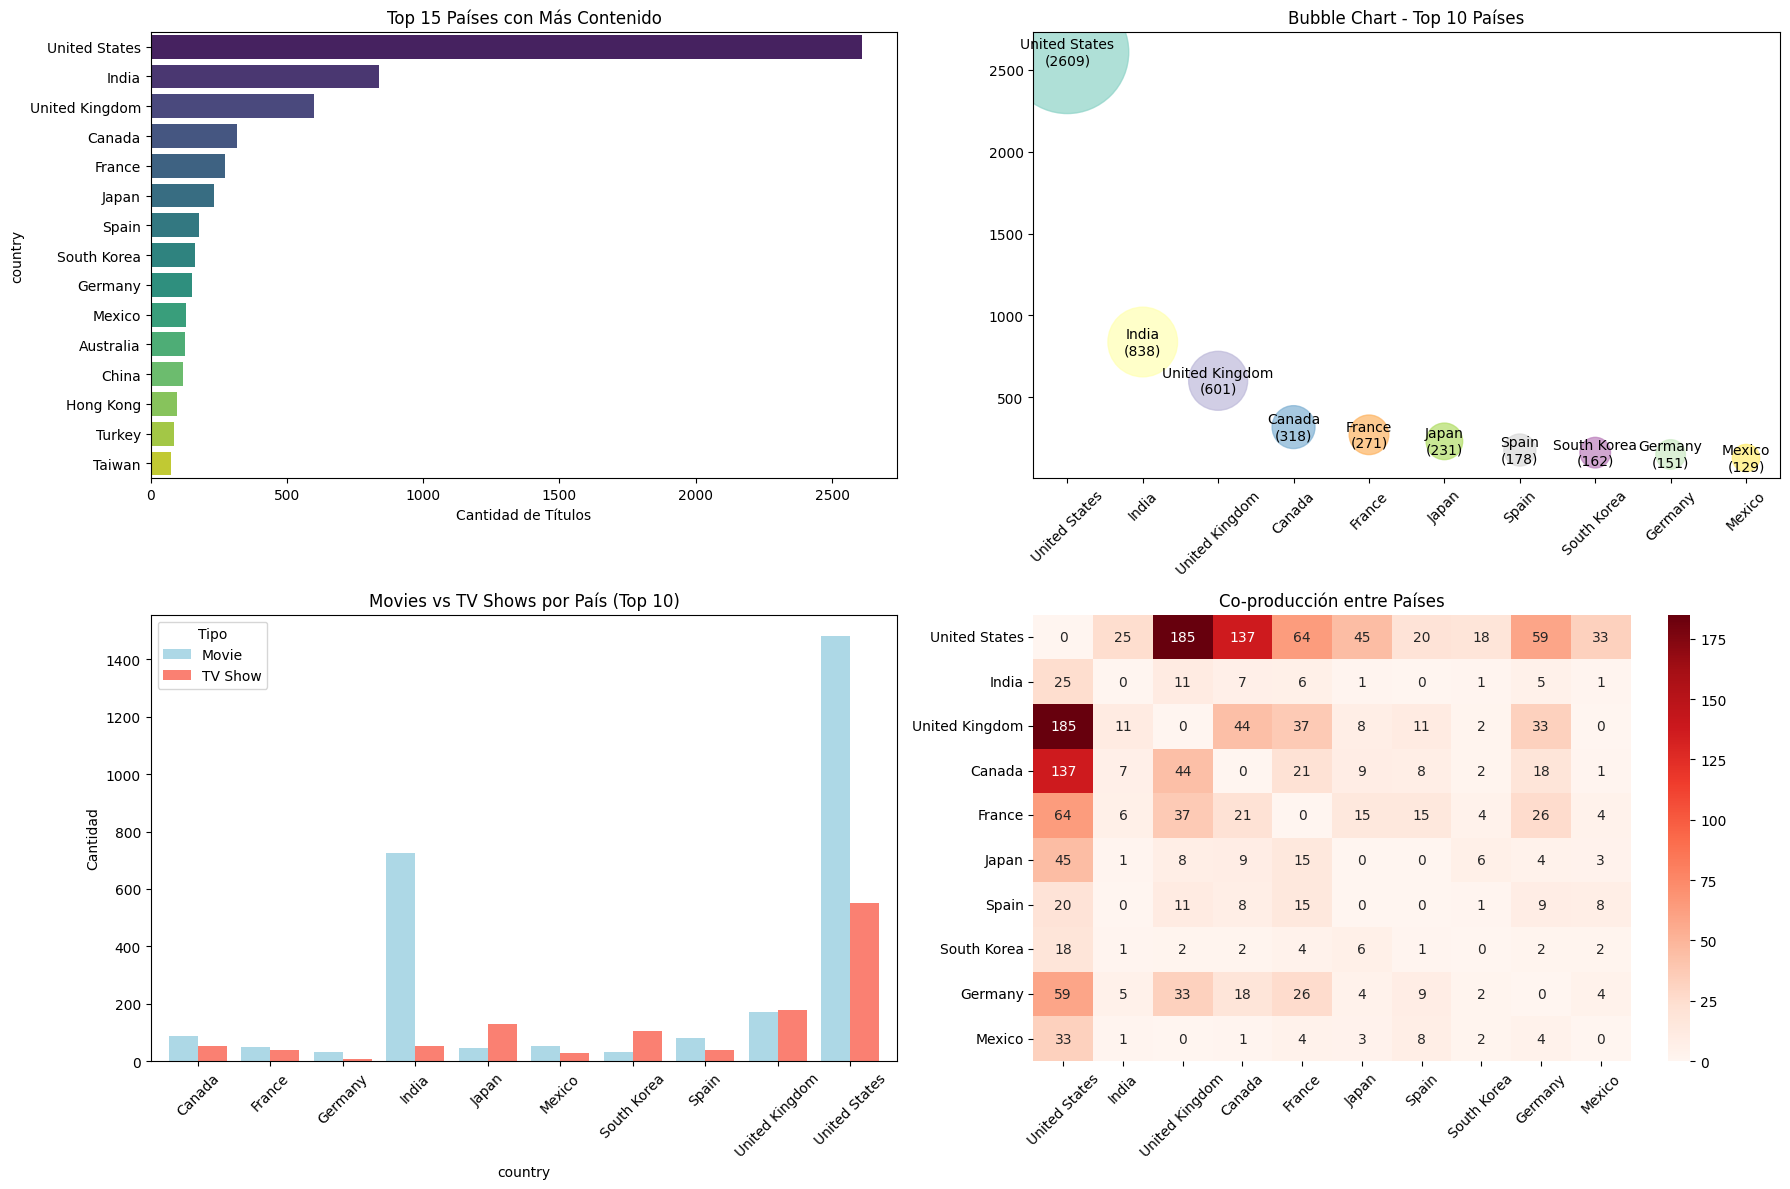 Top 15 Países con Más Contenido
country
United States
India
United Kingdom
Canada
France
Japan
Spain
South Korea
Germany
Mexico
Australia
China
Hong Kong
Turkey
Taiwan
0 500 1000 1500 2000 2500
Cantidad de Títulos
Bubble Chart - Top 10 Países
2500
2000
1500
1000
500
United States
(2609)
India
(838)
United Kingdom
(601)
Canada
(318)
France
(271)
Japan
(231)
Spain
(178)
South Korea
(162)
Germany
(151)
Mexico
(129)
United States
India
United Kingdom
Canada
France
Japan
Spain
South Korea
Germany
Mexico
Movies vs TV Shows por País (Top 10)
Tipo
Movie
TV Show
Cantidad
1400
1200
1000
800
600
400
200
0
Canada
France
Germany
India
Japan
Mexico
South Korea
Spain
United Kingdom
United States
country
Co-producción entre Países
United States 0 25 185 137 64 45 20 18 59 33
India 25 0 11 7 6 1 0 1 5 1
United Kingdom 185 11 0 44 37 8 11 2 33 0
Canada 137 7 44 0 21 9 8 2 18 1
France 64 6 37 21 0 15 15 4 26 4
Japan 45 1 8 9 15 0 0 6 4 3
Spain 20 0 11 8 15 0 0 1 9 8
South Korea 18 1 2 2 4 6 1 0 2 2
Germany 59 5 33 18 26 4 9 2 0 4
Mexico 33 1 0 1 4 3 8 2 4 0
United States
India
United Kingdom
Canada
France
Japan
Spain
South Korea
Germany
Mexico
175
150
125
100
75
50
25
0